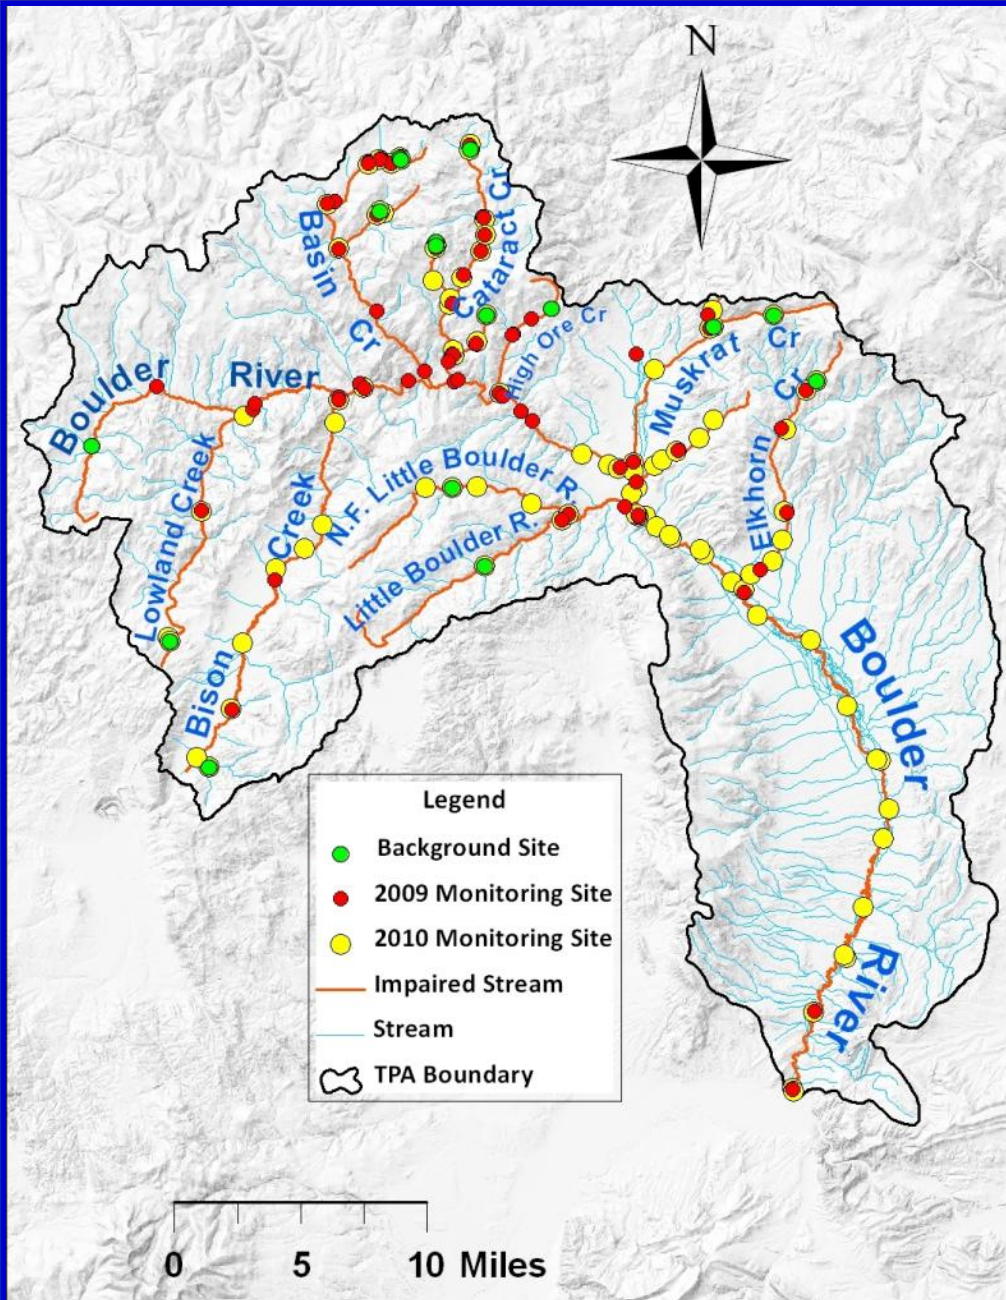 N
Basin
Cr
Cataract Cr
High Ore Cr
Boulder
River
Muskrat
Cr
Elkhorn
Cr
Lowland Creek
Bison
Creek
N.F. Little Boulder R.
Little Boulder R.
Boulder
River
Legend
Background Site
2009 Monitoring Site
2010 Monitoring Site
Impaired Stream
Stream
TPA Boundary
0 5 10 Miles